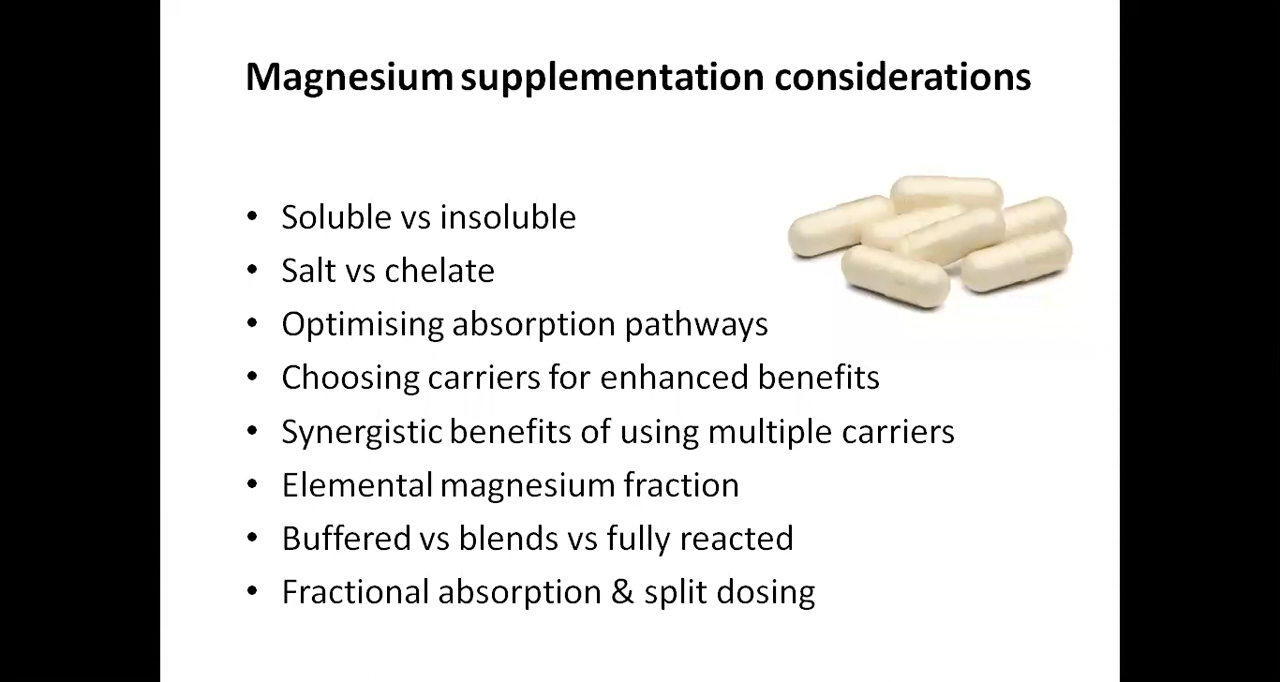 Magnesium supplementation considerations
• Soluble vs insoluble
• Salt vs chelate
• Optimising absorption pathways
• Choosing carriers for enhanced benefits
• Synergistic benefits of using multiple carriers
• Elemental magnesium fraction
• Buffered vs blends vs fully reacted
• Fractional absorption & split dosing